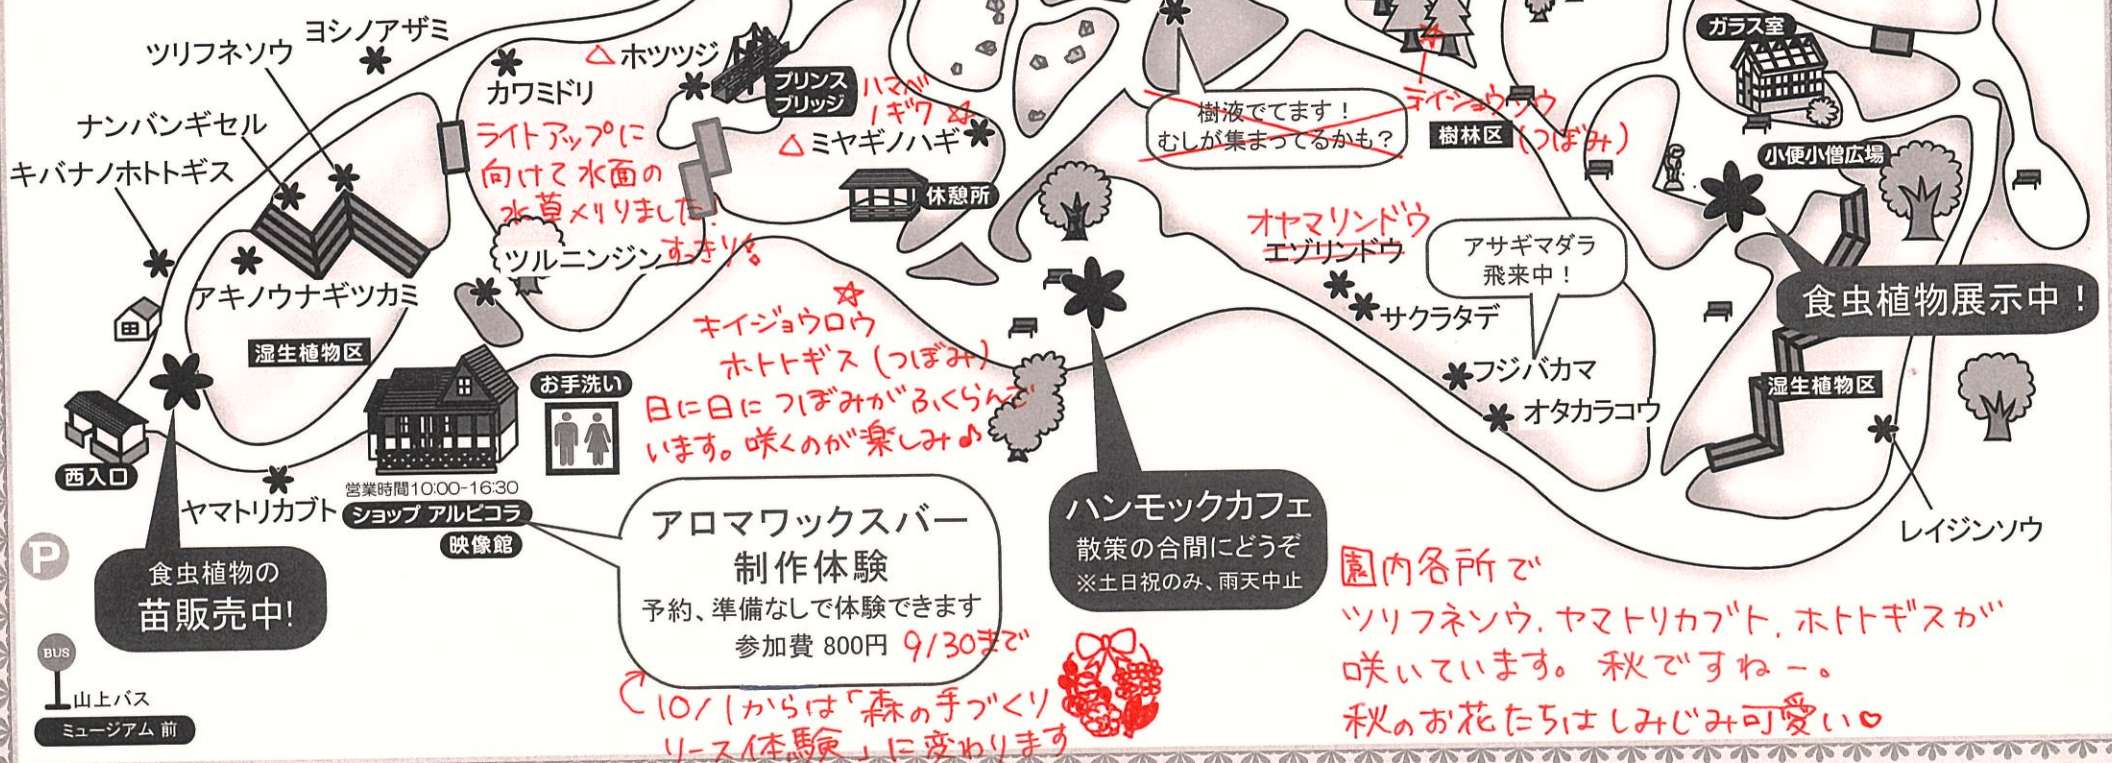 ヨシノアザミ
ツリフネソウ
カワミドリ
△ホツツジ
プリンス
ブリッジ
ハマベ
ノギク☆
ガラス室
ナンバンギセル
キバナノホトトギス
ライトアップに
向けて水面の
水草メリりました!
すっきり!
△ミヤギノハギ
樹液でてます!
むしが集まってるかも?
テイショウソウ
(つぼみ)
樹林区
小便小僧広場
休憩所
ツルニンジン
アキノウナギツカミ
湿生植物区
オヤマリンドウ
エゾリンドウ
アサギマダラ
飛来中!
サクラタデ
食虫植物展示中!
☆
キイジョウロウ
ホトトギス(つぼみ)
日に日につぼみがふくらんで
います。咲くのが楽しみ♪
お手洗い
フジバカマ
オタカラコウ
湿生植物区
レイジンソウ
西入口
ヤマトリカブト
営業時間10:00-16:30
ショップ アルピコラ
映像館
P
食虫植物の
苗販売中!
アロマワックスバー
制作体験
予約、準備なしで体験できます
参加費 800円 9/30まで
10/1からは「森の手づくり
リース体験」に変わります
ハンモックカフェ
散策の合間にどうぞ
※土日祝のみ、雨天中止
園内各所で
ツリフネソウ、ヤマトリカブト、ホトトギスが
咲いています。秋ですねー。
秋のお花たちはしみじみ可愛い♡
BUS
山上バス
ミュージアム 前